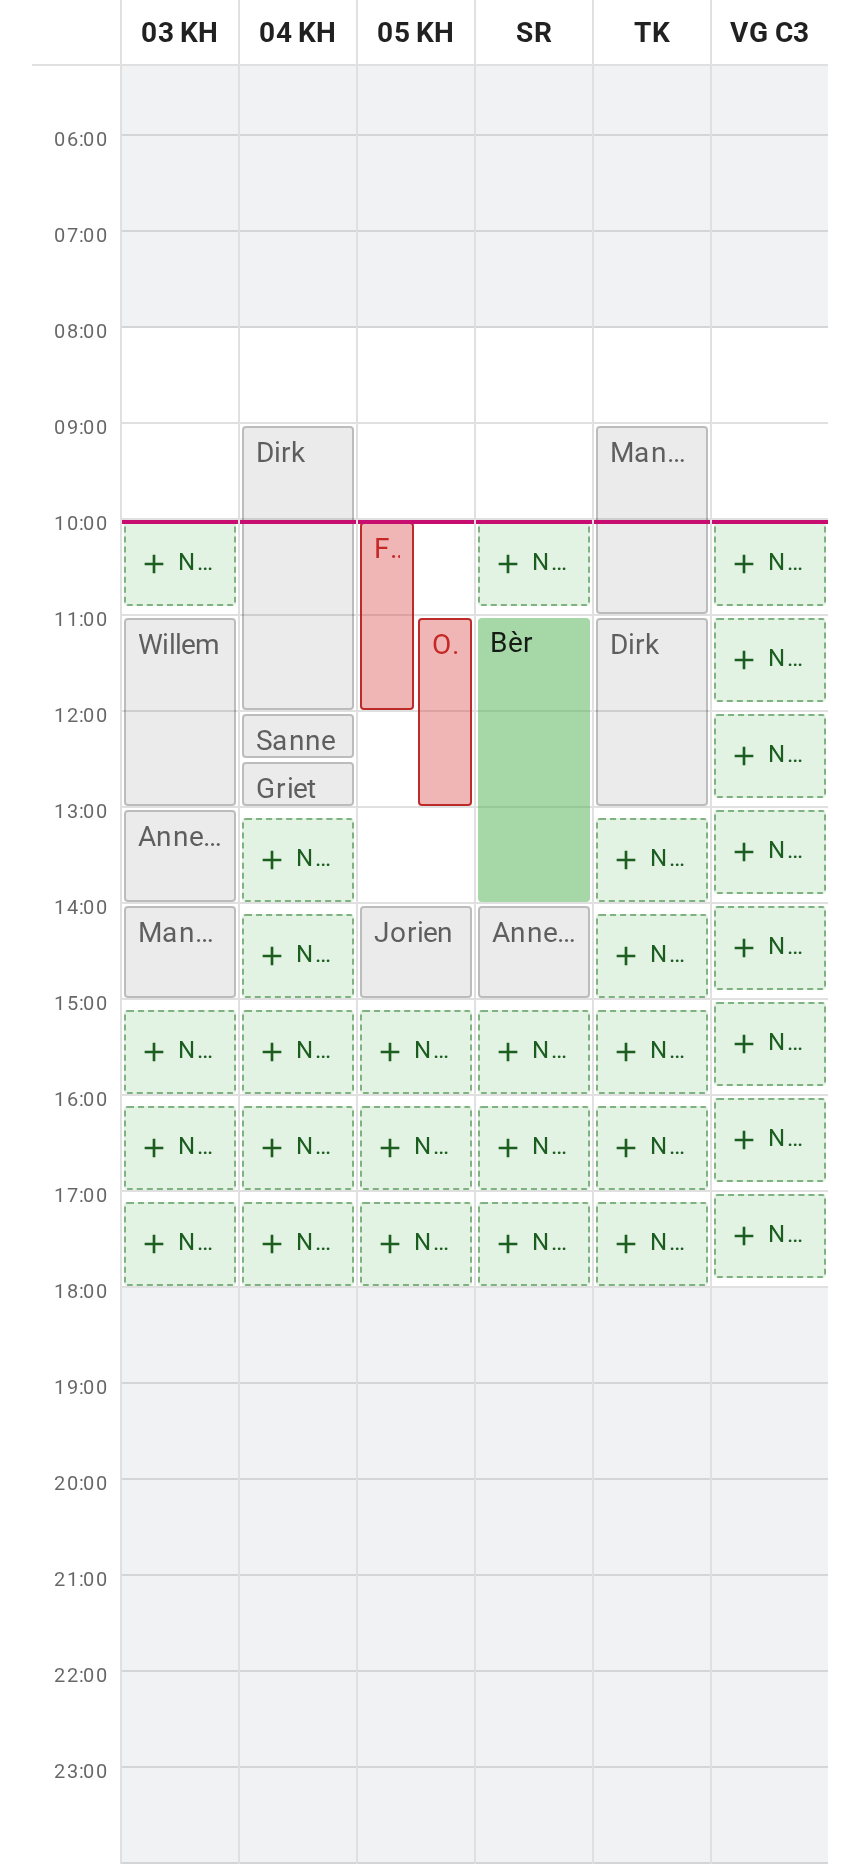 03 KH 04 KH 05 KH SR TK VG C3
06:00
07:00
08:00
09:00
Dirk Man...
10:00
F..
+ N... + N... + N...
11:00
Willem O. Bèr Dirk
+ N...
12:00
Sanne
+ N...
Griet
13:00
Anne...
+ N... + N... + N...
14:00
Man... Jorien Anne...
+ N... + N... + N...
15:00
+ N... + N... + N... + N... + N... + N...
16:00
+ N... + N... + N... + N... + N... + N...
17:00
+ N... + N... + N... + N... + N... + N...
18:00
19:00
20:00
21:00
22:00
23:00